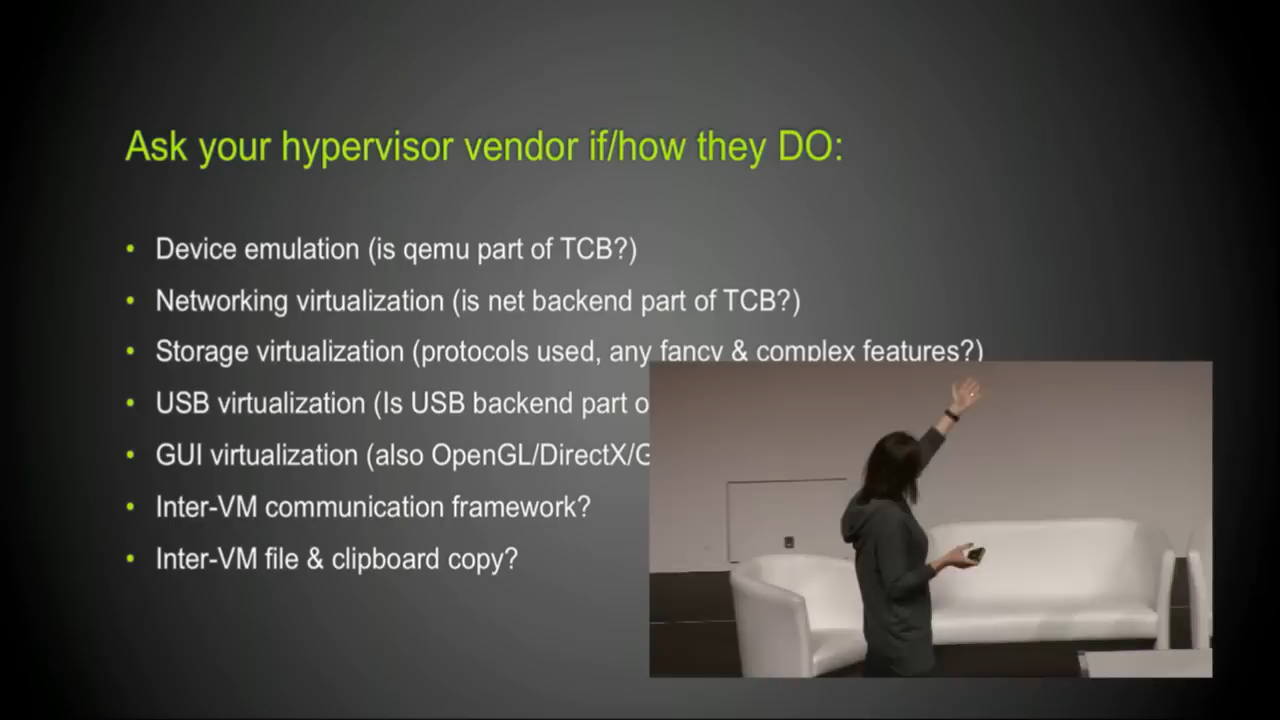 Ask your hypervisor vendor if/how they DO:
• Device emulation (is qemu part of TCB?)
• Networking virtualization (is net backend part of TCB?)
• Storage virtualization (protocols used, any fancy & complex features?)
• USB virtualization (Is USB backend part
• GUI virtualization (also OpenGL/DirectX/
• Inter-VM communication framework?
• Inter-VM file & clipboard copy?